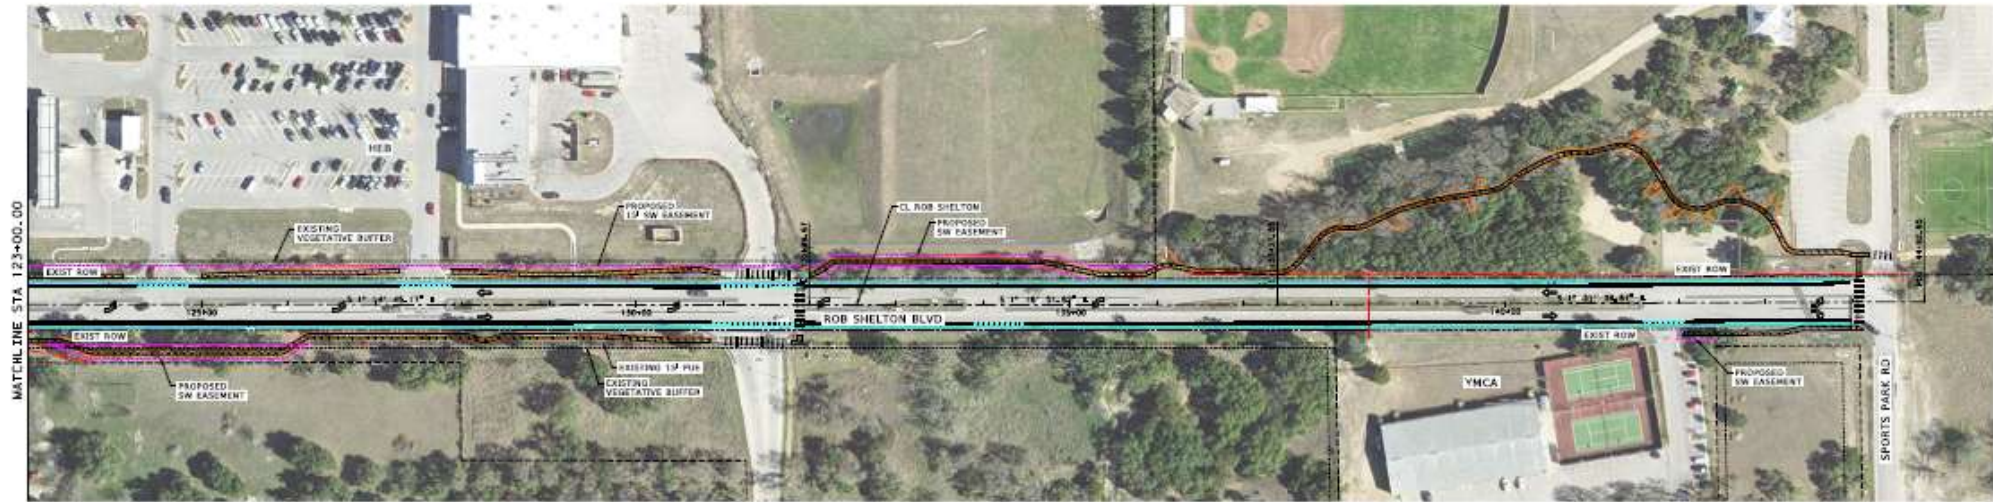 MATCHLINE STA 123+00.00
HEB
EXISTING
VEGETATIVE BUFFER
PROPOSED
15' SW EASEMENT
CL ROB SHELTON
PROPOSED
SW EASEMENT
EXIST ROW
EXIST ROW
125+00
130+00
135+00
140+00
ROB SHELTON BLVD
EXIST ROW
EXIST ROW
PROPOSED
SW EASEMENT
EXISTING 15' PUE
EXISTING
VEGETATIVE BUFFER
YMCA
PROPOSED
SW EASEMENT
SPORTS PARK RD